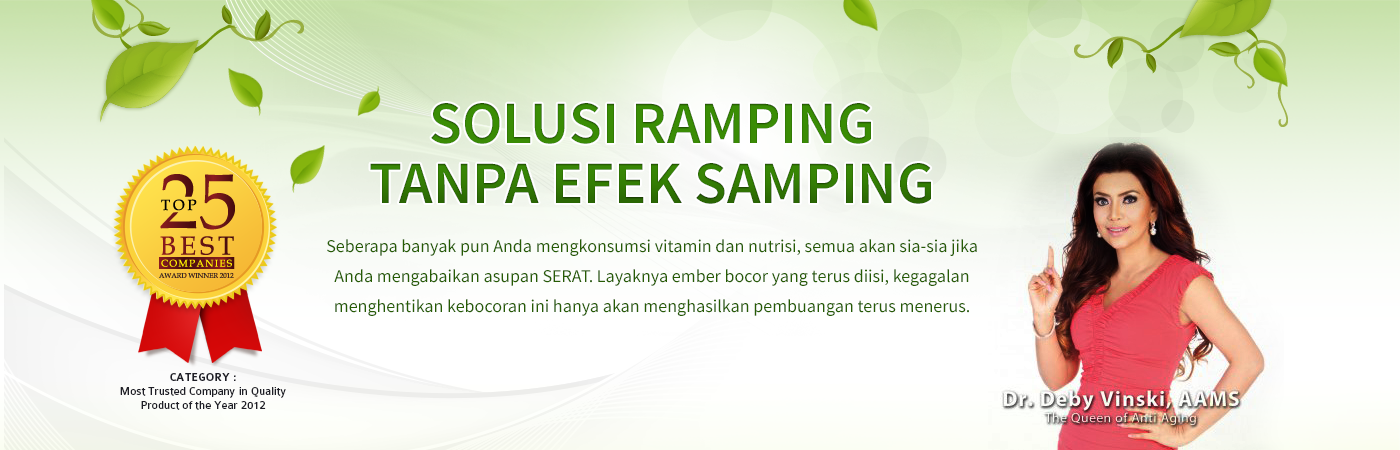 SOLUSI RAMPING
TANPA EFEK SAMPING
Seberapa banyak pun Anda mengkonsumsi vitamin dan nutrisi, semua akan sia-sia jika
Anda mengabaikan asupan SERAT. Layaknya ember bocor yang terus diisi, kegagalan
menghentikan kebocoran ini hanya akan menghasilkan pembuangan terus menerus.
TOP 25
BEST
COMPANIES
AWARD WINNER 2012
CATEGORY :
Most Trusted Company in Quality
Product of the Year 2012
Dr. Deby Vinski, AAMS
The Queen of Anti Aging